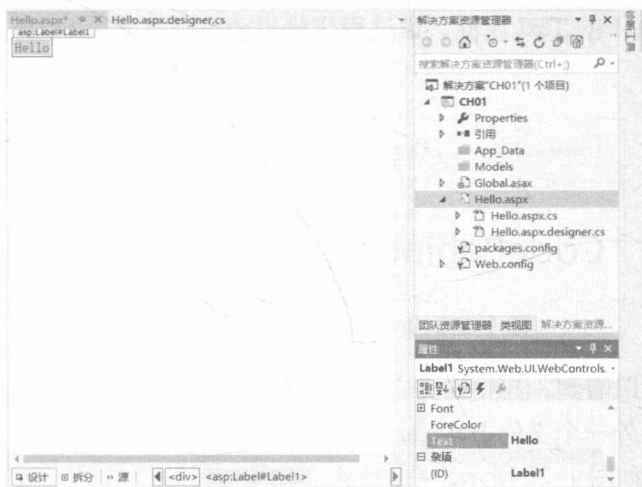 Hello.aspx* Hello.aspx.designer.cs
asp:Label#Label1
Hello
设计 拆分 源 <div> <asp:Label#Label1>
解决方案资源管理器
搜索解决方案资源管理器(Ctrl+;)
解决方案"CH01"(1 个项目)
CH01
Properties
引用
App_Data
Models
Global.asax
Hello.aspx
Hello.aspx.cs
Hello.aspx.designer.cs
packages.config
Web.config
团队资源管理器 类视图 解决方案资源...
属性
Label1 System.Web.UI.WebControls.
Font
ForeColor
Text Hello
杂项
(ID) Label1